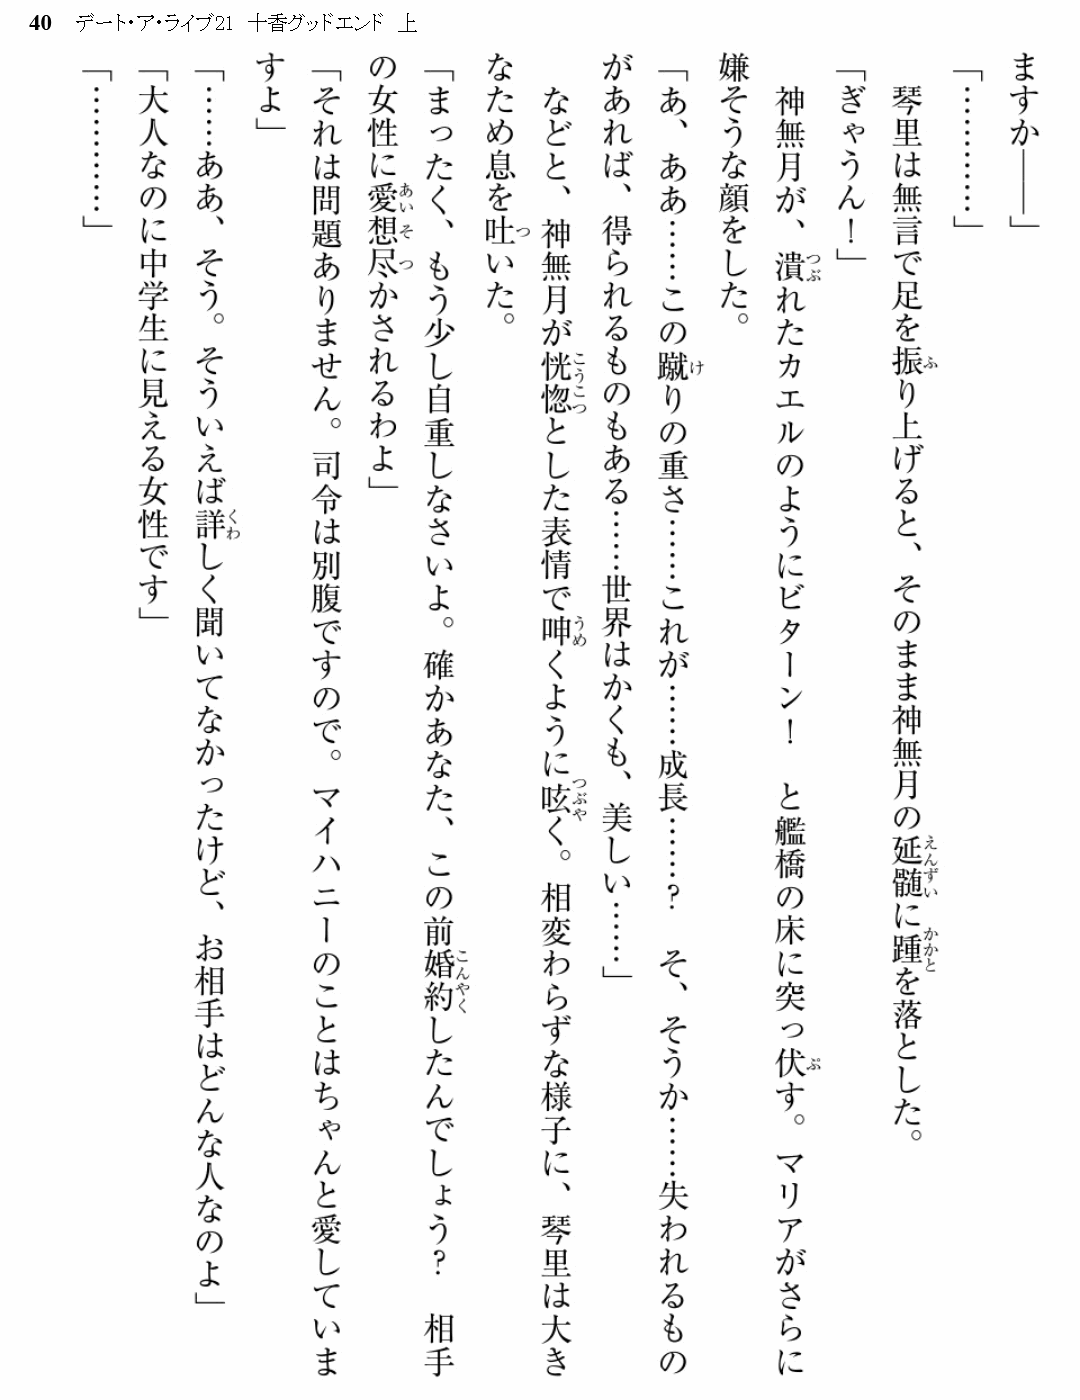 40 デート・ア・ライブ21 十香グッドエンド 上
ますか――」
「…………」
　琴里は無言で足を振り上げると、そのまま神無月の延髄に踵を落とした。
「ぎゃうん！」
　神無月が、潰れたカエルのようにビターン！　と艦橋の床に突っ伏す。マリアがさらに
嫌そうな顔をした。
「あ、ああ……この蹴りの重さ……これが……成長……？　そ、そうか……失われるもの
があれば、得られるものもある……世界はかくも、美しい……」
　などと、神無月が恍惚とした表情で呻くように呟く。相変わらずな様子に、琴里は大き
なため息を吐いた。
「まったく、もう少し自重しなさいよ。確かあなた、この前婚約したんでしょう？　相手
の女性に愛想尽かされるわよ」
「それは問題ありません。司令は別腹ですので。マイハニーのことはちゃんと愛していま
すよ」
「……ああ、そう。そういえば詳しく聞いてなかったけど、お相手はどんな人なのよ」
「大人なのに中学生に見える女性です」
「…………」